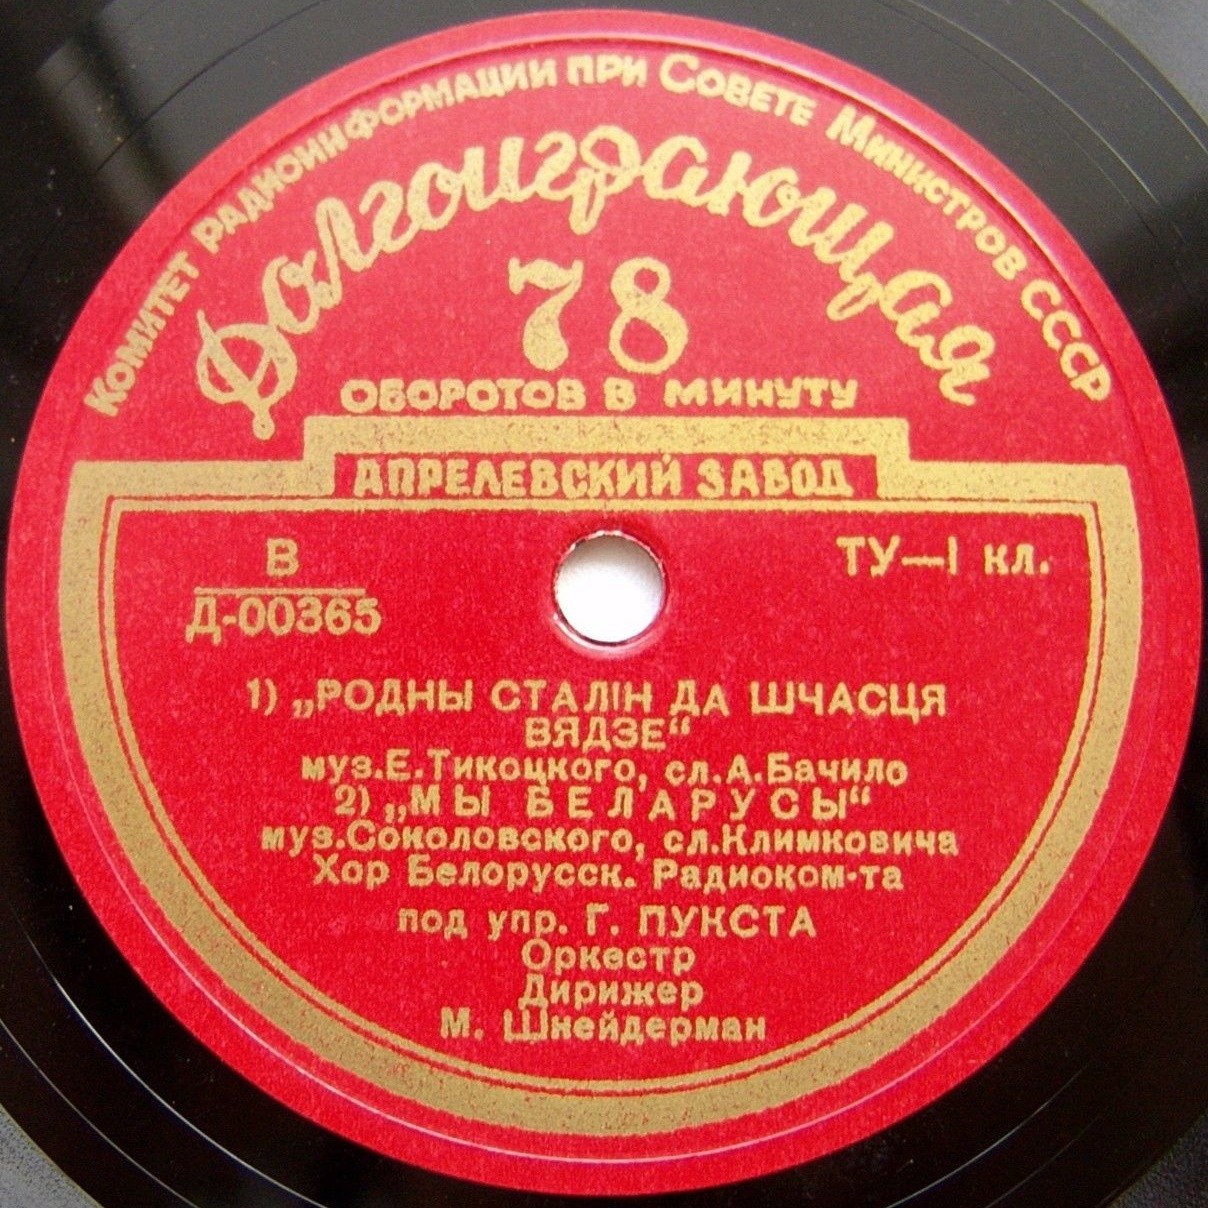 Комитет радиоинформации при Совете Министров СССР
Долгоиграющая
78
ОБОРОТОВ В МИНУТУ
АПРЕЛЕВСКИЙ ЗАВОД
В
Д-00365
ТУ—I кл.
1) „РОДНЫ СТАЛІН ДА ШЧАСЦЯ
ВЯДЗЕ“
муз.Е.Тикоцкого, сл.А.Бачило
2) „МЫ БЕЛАРУСЫ“
муз.Соколовского, сл.Климковича
Хор Белорусск. Радиоком-та
под упр. Г. ПУКСТА
Оркестр
Дирижер
М. Шнейдерман